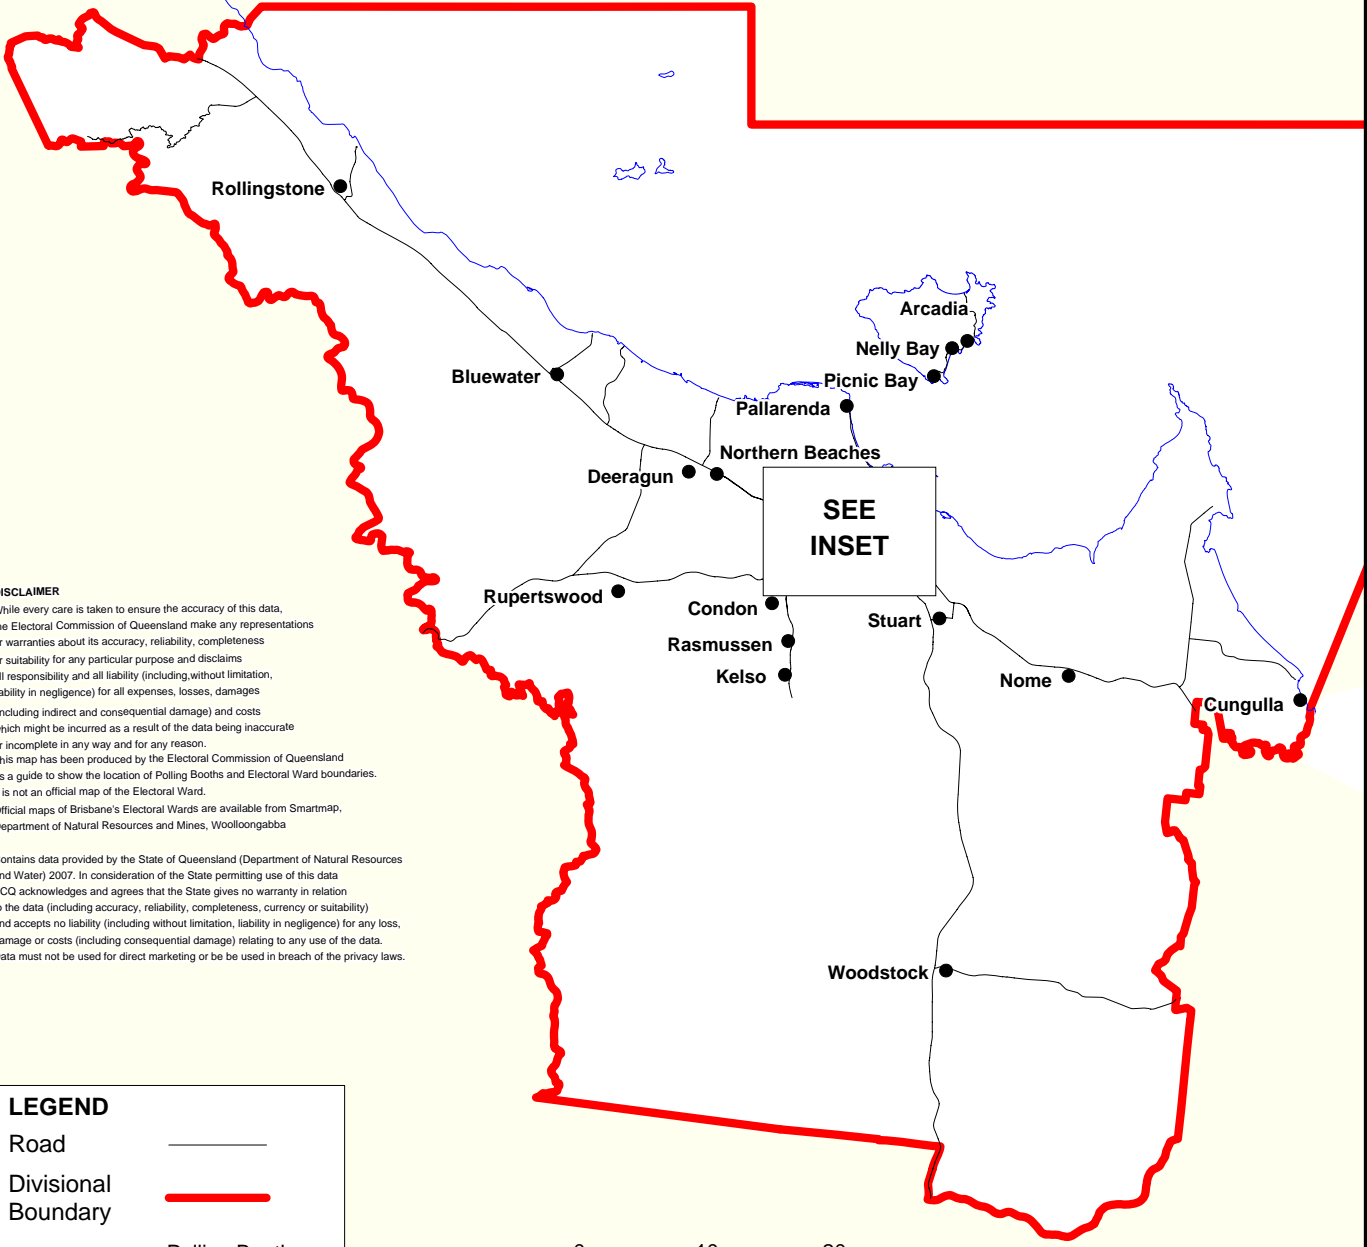 Rollingstone
Arcadia
Nelly Bay
Bluewater
Picnic Bay
Pallarenda
Northern Beaches
Deeragun
SEE
INSET
Rupertswood
Condon
Stuart
Rasmussen
Kelso
Nome
Cungulla
Woodstock
ISCLAIMER
hile every care is taken to ensure the accuracy of this data,
e Electoral Commission of Queensland make any representations
r warranties about its accuracy, reliability, completeness
r suitability for any particular purpose and disclaims
ll responsibility and all liability (including,without limitation,
ability in negligence) for all expenses, losses, damages
ncluding indirect and consequential damage) and costs
hich might be incurred as a result of the data being inaccurate
r incomplete in any way and for any reason.
his map has been produced by the Electoral Commission of Queensland
s a guide to show the location of Polling Booths and Electoral Ward boundaries.
is not an official map of the Electoral Ward.
fficial maps of Brisbane's Electoral Wards are available from Smartmap,
epartment of Natural Resources and Mines, Woolloongabba
ontains data provided by the State of Queensland (Department of Natural Resources
nd Water) 2007. In consideration of the State permitting use of this data
CQ acknowledges and agrees that the State gives no warranty in relation
o the data (including accuracy, reliability, completeness, currency or suitability)
nd accepts no liability (including without limitation, liability in negligence) for any loss,
amage or costs (including consequential damage) relating to any use of the data.
ata must not be used for direct marketing or be be used in breach of the privacy laws.
LEGEND
Road
Divisional
Boundary